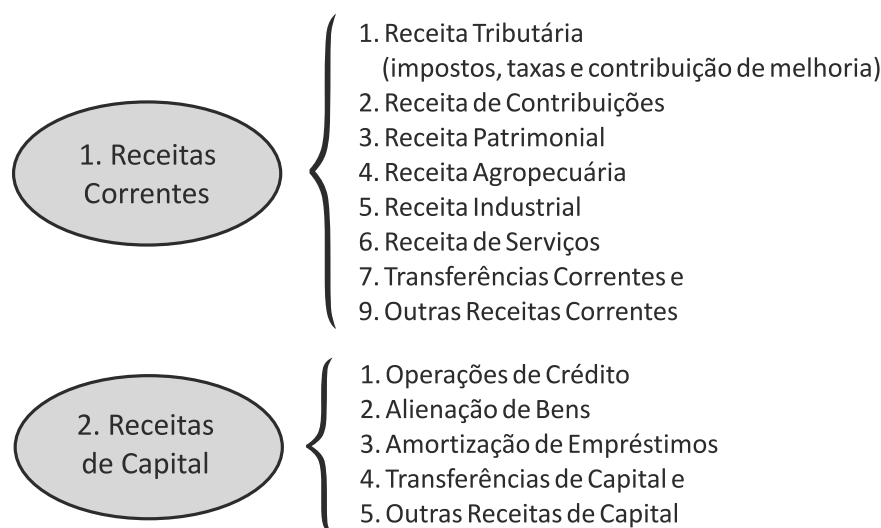 1. Receitas
Correntes
1. Receita Tributária
(impostos, taxas e contribuição de melhoria)
2. Receita de Contribuições
3. Receita Patrimonial
4. Receita Agropecuária
5. Receita Industrial
6. Receita de Serviços
7. Transferências Correntes e
9. Outras Receitas Correntes
2. Receitas
de Capital
1. Operações de Crédito
2. Alienação de Bens
3. Amortização de Empréstimos
4. Transferências de Capital e
5. Outras Receitas de Capital